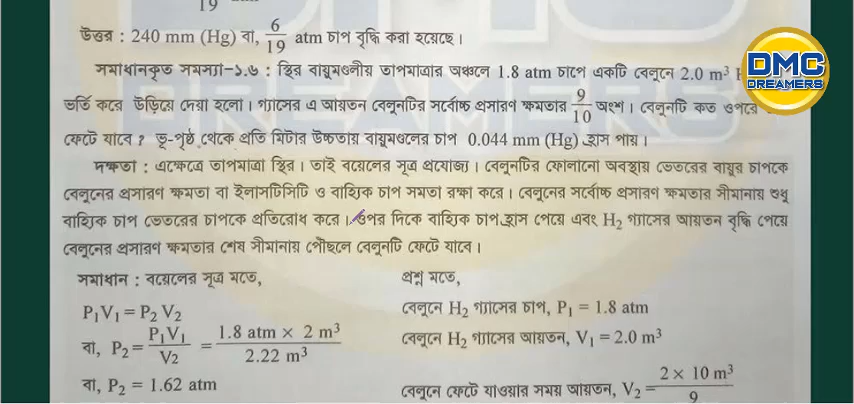 19
উত্তর : 240 mm (Hg) বা, 6/19 atm চাপ বৃদ্ধি করা হয়েছে।
সমাধানকৃত সমস্যা-১.৬ : স্থির বায়ুমণ্ডলীয় তাপমাত্রার অঞ্চলে 1.8 atm চাপে একটি বেলুনে 2.0 m³
ভর্তি করে উড়িয়ে দেয়া হলো। গ্যাসের এ আয়তন বেলুনটির সর্বোচ্চ প্রসারণ ক্ষমতার 9/10 অংশ। বেলুনটি কত ওপরে
ফেটে যাবে? ভূ-পৃষ্ঠ থেকে প্রতি মিটার উচ্চতায় বায়ুমণ্ডলের চাপ 0.044 mm (Hg) হ্রাস পায়।
দক্ষতা : এক্ষেত্রে তাপমাত্রা স্থির। তাই বয়েলের সূত্র প্রযোজ্য। বেলুনটির ফোলানো অবস্থায় ভেতরের বায়ুর চাপকে
বেলুনের প্রসারণ ক্ষমতা বা ইলাসটিসিটি ও বাহ্যিক চাপ সমতা রক্ষা করে। বেলুনের সর্বোচ্চ প্রসারণ ক্ষমতার সীমানায় শুধু
বাহ্যিক চাপ ভেতরের চাপকে প্রতিরোধ করে। ওপর দিকে বাহ্যিক চাপ হ্রাস পেয়ে এবং H₂ গ্যাসের আয়তন বৃদ্ধি পেয়ে
বেলুনের প্রসারণ ক্ষমতার শেষ সীমানায় পৌঁছলে বেলুনটি ফেটে যাবে।
সমাধান : বয়েলের সূত্র মতে,
P₁V₁ = P₂ V₂
বা, P₂ = P₁V₁/V₂ = 1.8 atm × 2 m³/2.22 m³
বা, P₂ = 1.62 atm
প্রশ্ন মতে,
বেলুনে H₂ গ্যাসের চাপ, P₁ = 1.8 atm
বেলুনে H₂ গ্যাসের আয়তন, V₁ = 2.0 m³
বেলুনে ফেটে যাওয়ার সময় আয়তন, V₂ = 2 × 10 m³/9
DMC
DREAMERS